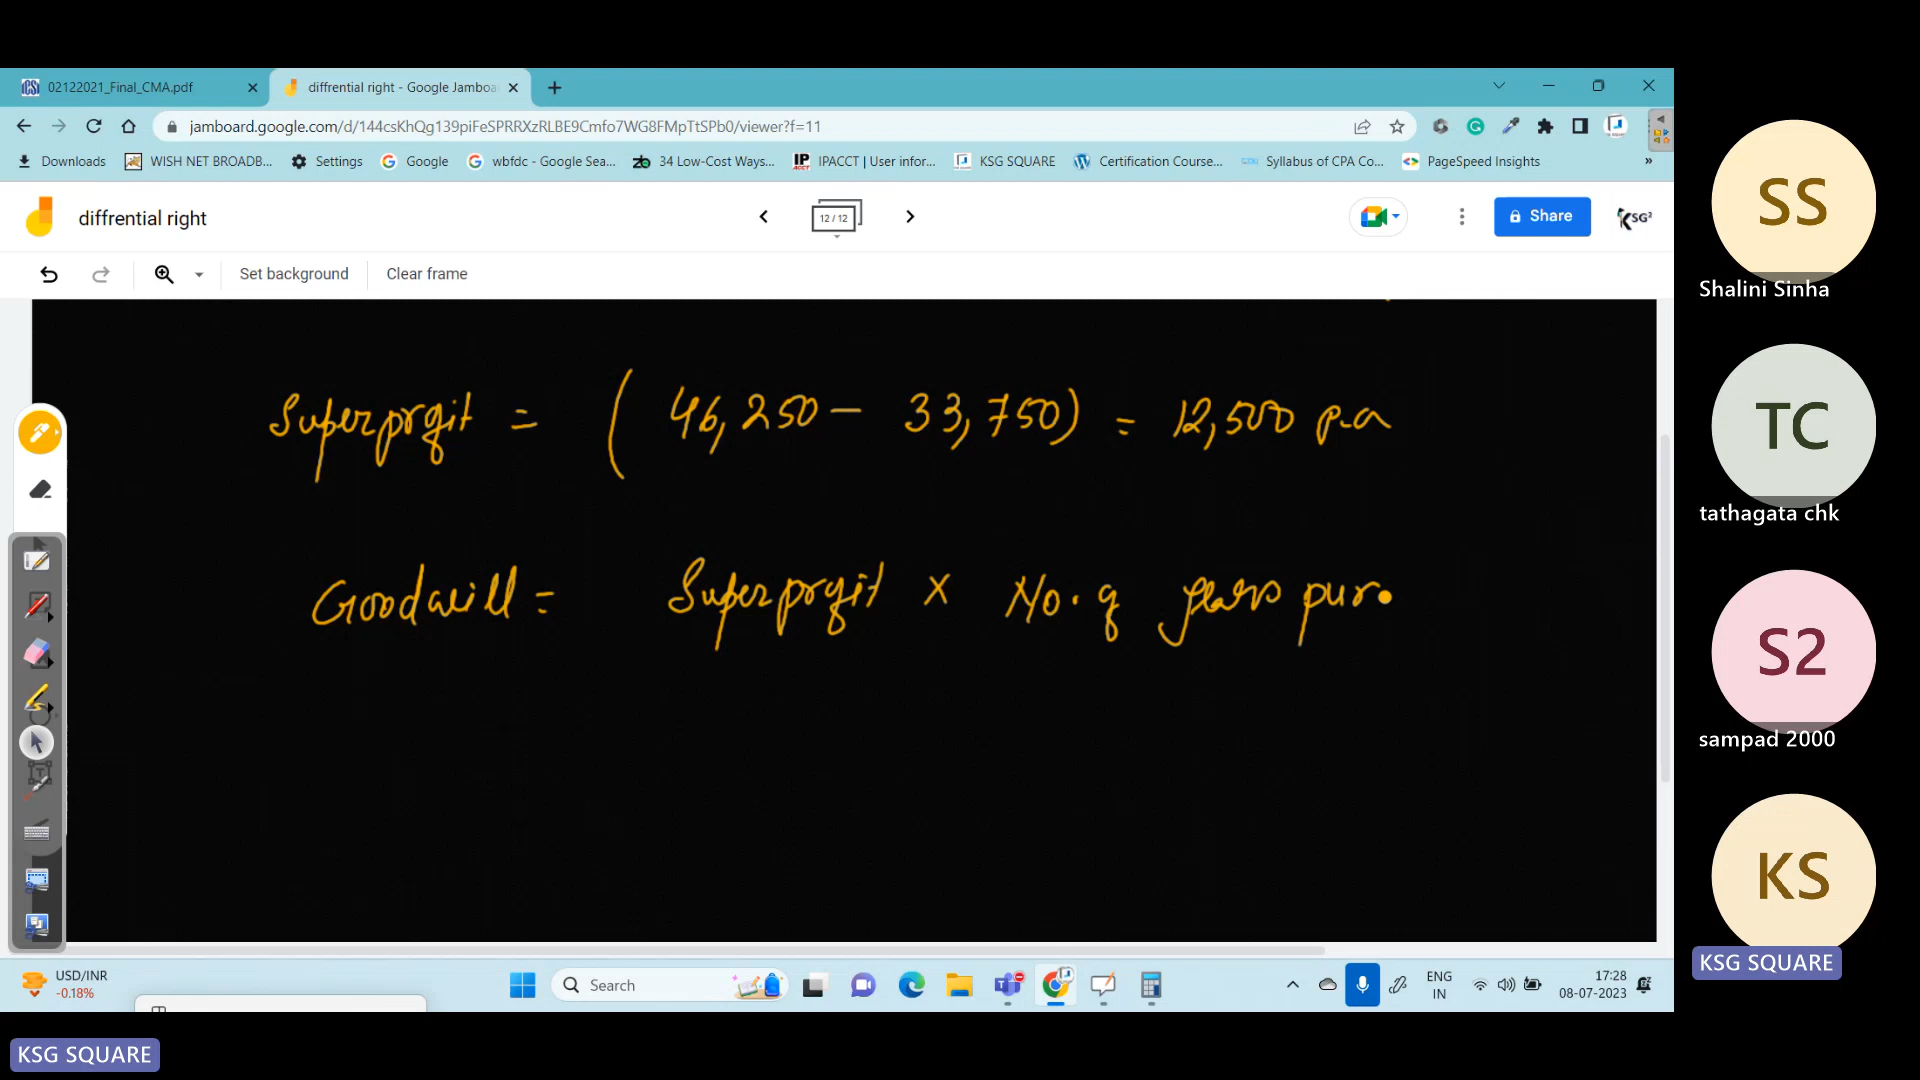 02122021_Final_CMA.pdf
diffrential right - Google Jamboa
jamboard.google.com/d/144csKhQg139piFeSPRRXzRLBE9Cmfo7WG8FMpTtSPb0/viewer?f=11
Downloads WISH NET BROADB... Settings Google wbfdc - Google Sea... 34 Low-Cost Ways... IPACCT | User infor... KSG SQUARE Certification Course... Syllabus of CPA Co... PageSpeed Insights »
diffrential right
12 / 12
Share
KSG²
Set background Clear frame
Superprofit = ( 46,250 - 33,750) = 12,500 p.a
Goodwill = Superprofit x No. of years pur.
SS
Shalini Sinha
TC
tathagata chk
S2
sampad 2000
KS
KSG SQUARE
USD/INR
-0.18%
Search
ENG
IN
17:28
08-07-2023
KSG SQUARE